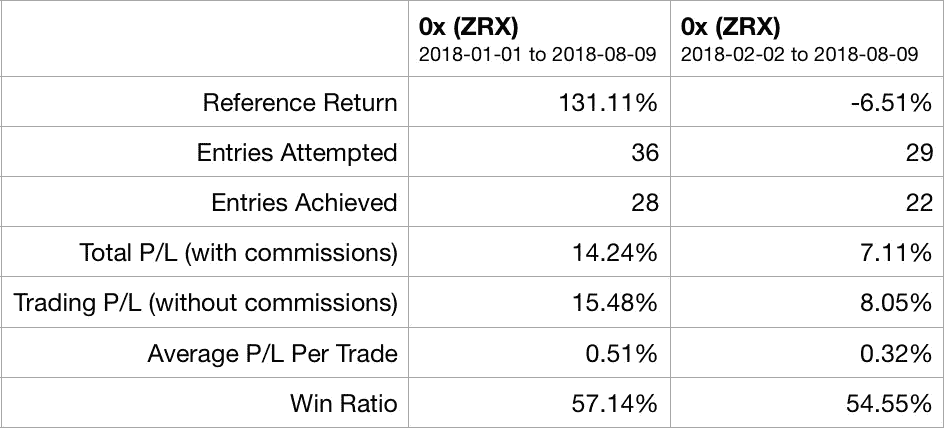 0x (ZRX) 0x (ZRX)
2018-01-01 to 2018-08-09 2018-02-02 to 2018-08-09
Reference Return 131.11% -6.51%
Entries Attempted 36 29
Entries Achieved 28 22
Total P/L (with commissions) 14.24% 7.11%
Trading P/L (without commissions) 15.48% 8.05%
Average P/L Per Trade 0.51% 0.32%
Win Ratio 57.14% 54.55%